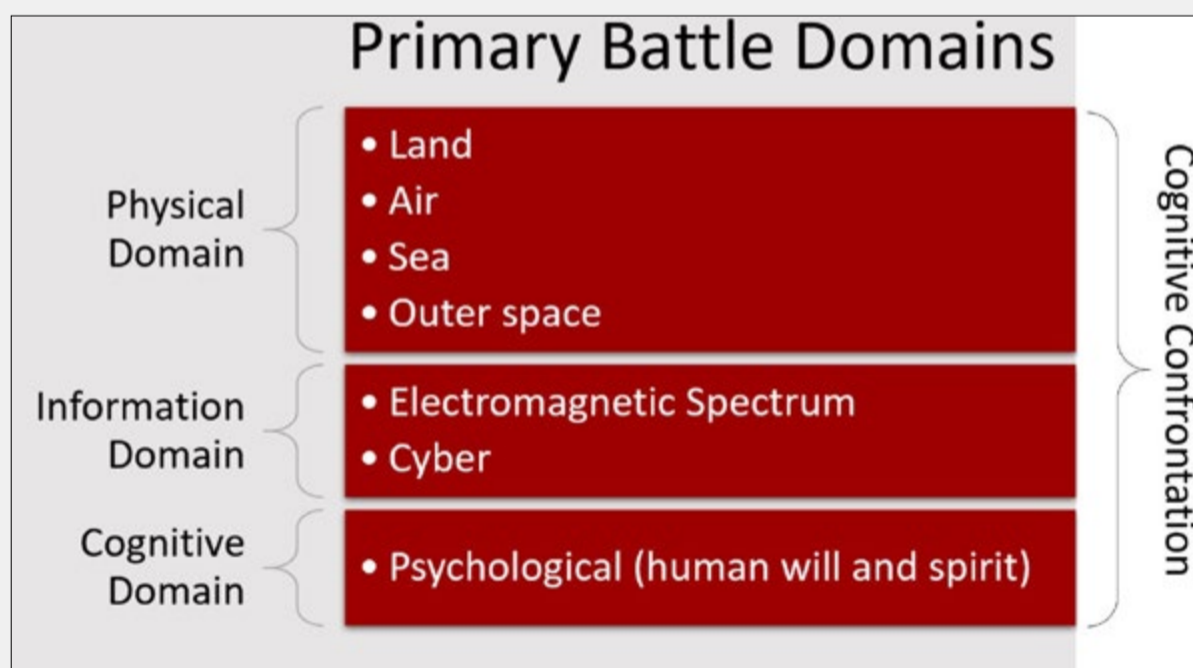 Primary Battle Domains
Physical
Domain
• Land
• Air
• Sea
• Outer space
Information
Domain
• Electromagnetic Spectrum
• Cyber
Cognitive
Domain
• Psychological (human will and spirit)
Cognitive Confrontation